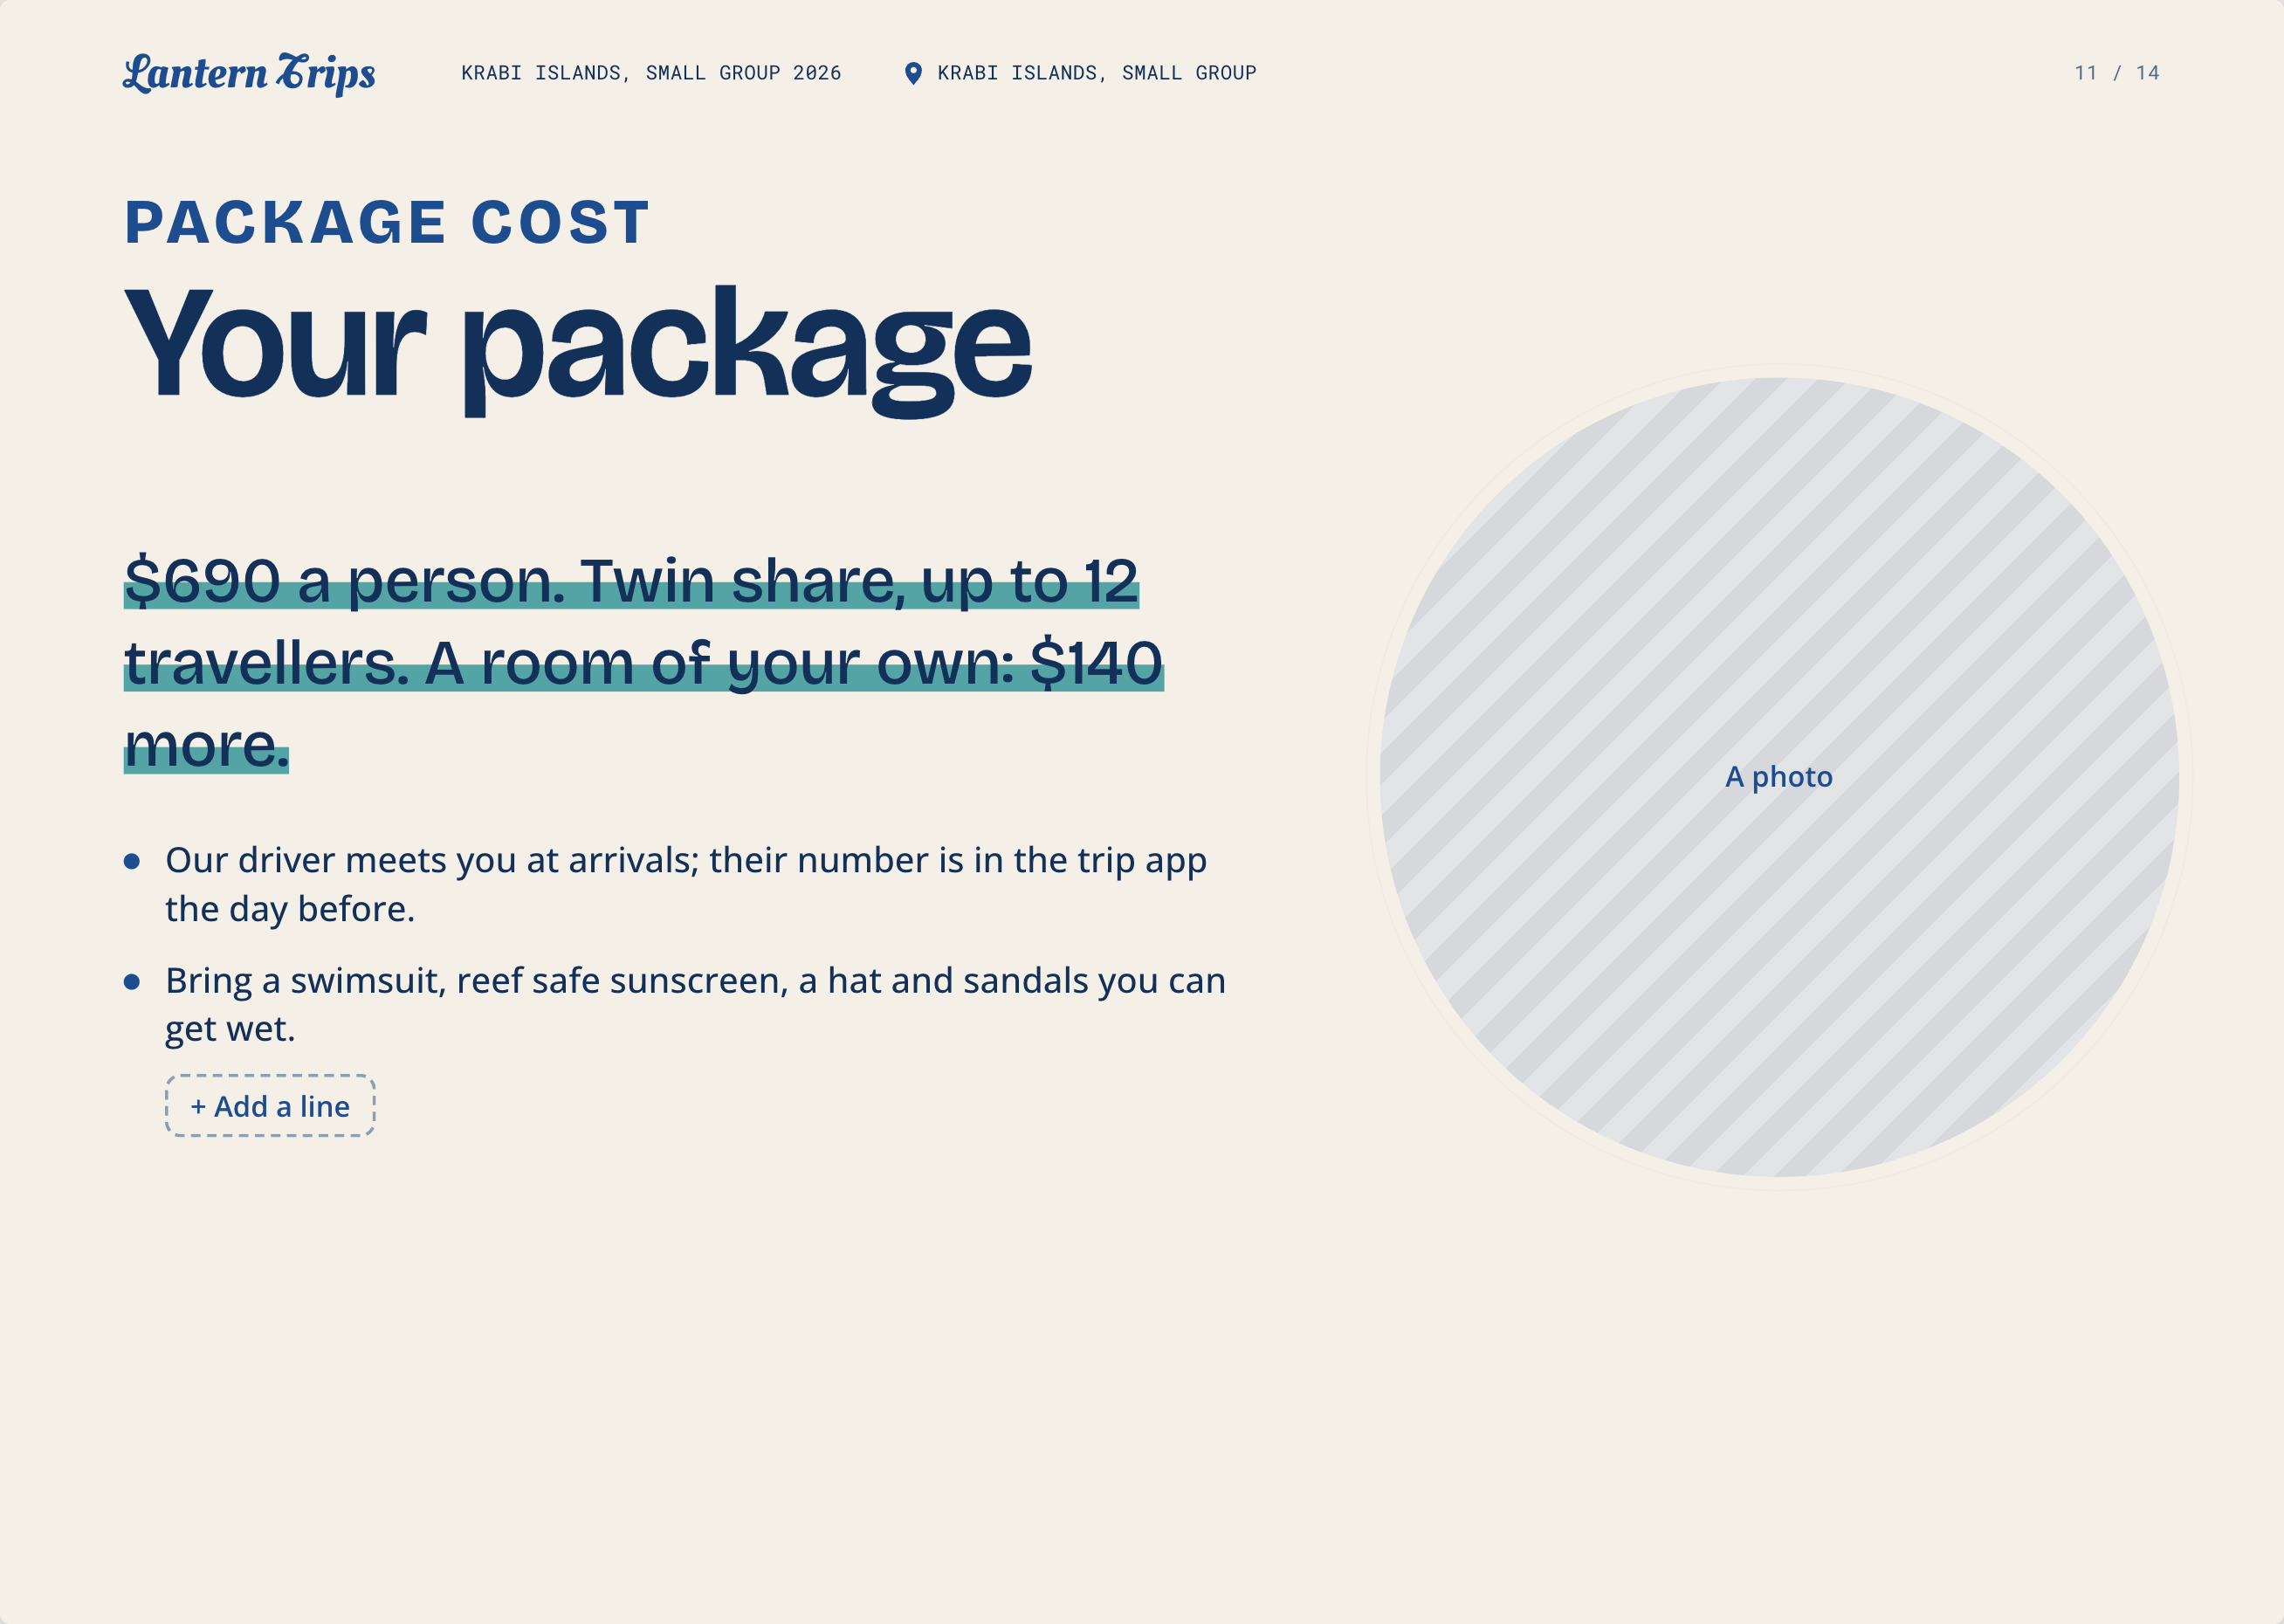 Lantern Trips
KRABI ISLANDS, SMALL GROUP 2026
KRABI ISLANDS, SMALL GROUP
11 / 14
PACKAGE COST
Your package
$690 a person. Twin share, up to 12
travellers. A room of your own: $140
more.
Our driver meets you at arrivals; their number is in the trip app
the day before.
Bring a swimsuit, reef safe sunscreen, a hat and sandals you can
get wet.
+ Add a line
A photo